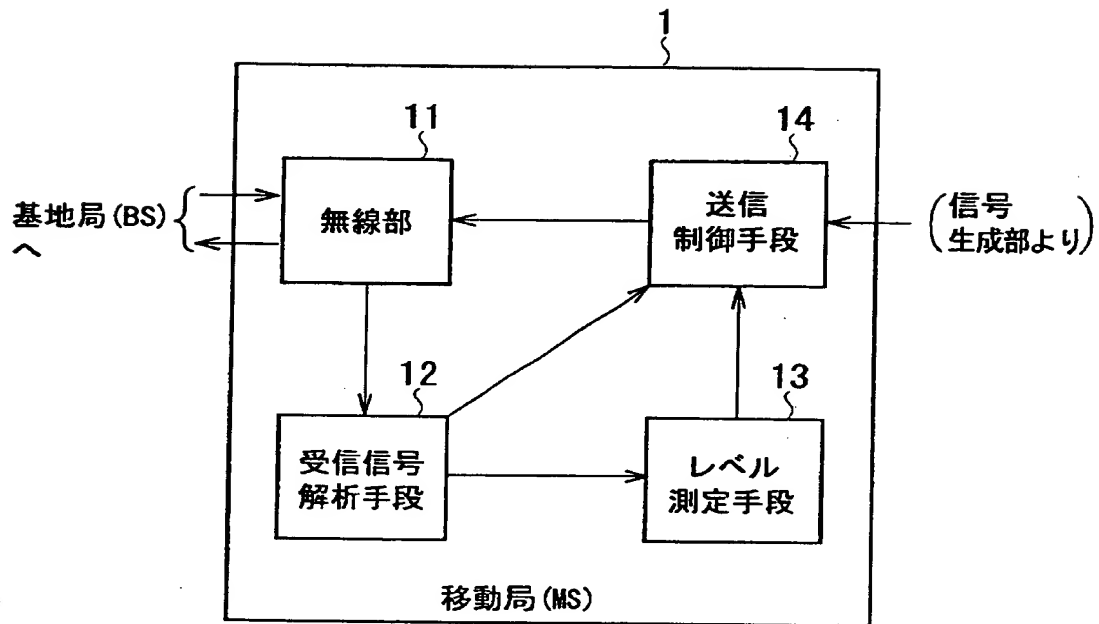 1
11
14
基地局(BS)
へ
無線部
送信
制御手段
(信号
生成部より)
12
13
受信信号
解析手段
レベル
測定手段
移動局(MS)